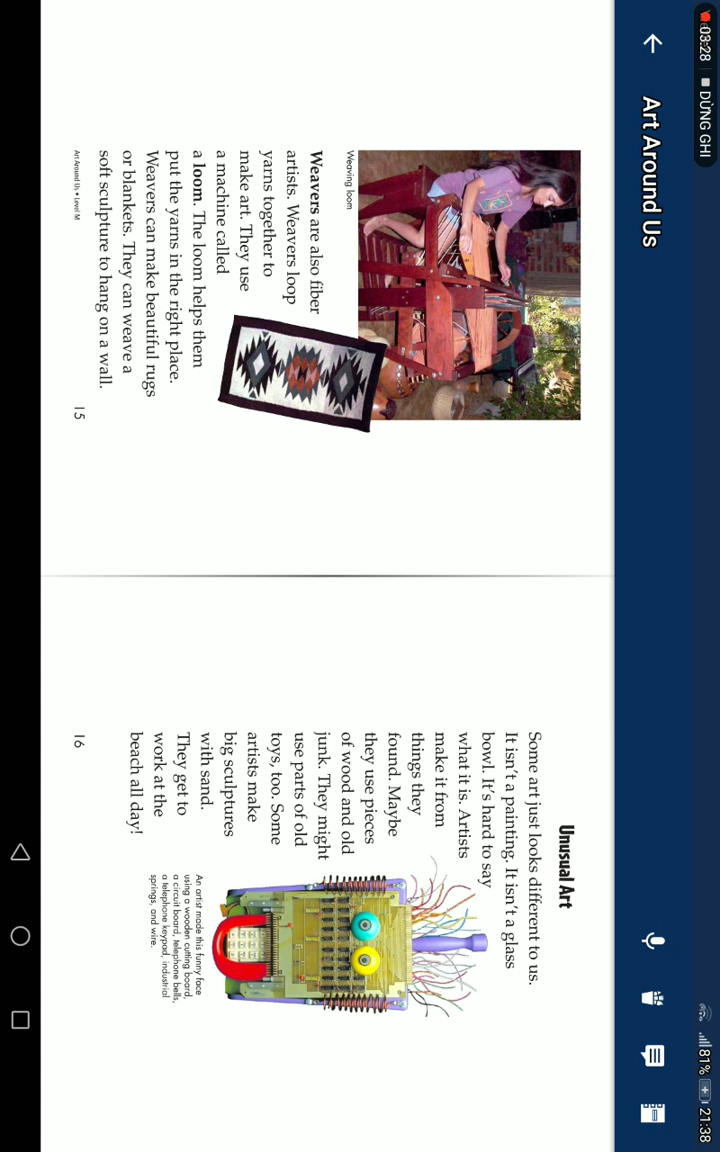 03:28
DỪNG GHI
81%
21:38
Art Around Us
Weaving loom
Weavers are also fiber
artists. Weavers loop
yarns together to
make art. They use
a machine called
a loom. The loom helps them
put the yarns in the right place.
Weavers can make beautiful rugs
or blankets. They can weave a
soft sculpture to hang on a wall.
Art Around Us • Level M
15
Unusual Art
Some art just looks different to us.
It isn't a painting. It isn't a glass
bowl. It's hard to say
what it is. Artists
make it from
things they
found. Maybe
they use pieces
of wood and old
junk. They might
use parts of old
toys, too. Some
artists make
big sculptures
with sand.
They get to
work at the
beach all day!
An artist made this funny face
using a wooden cutting board,
a circuit board, telephone bells,
a telephone keypad, industrial
springs, and wire.
16